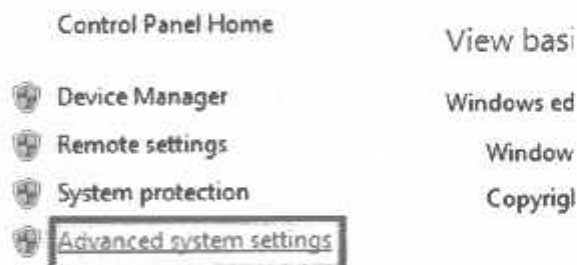 Control Panel Home
View basi
Device Manager
Windows ed
Remote settings
Window
System protection
Copyrigl
Advanced system settings